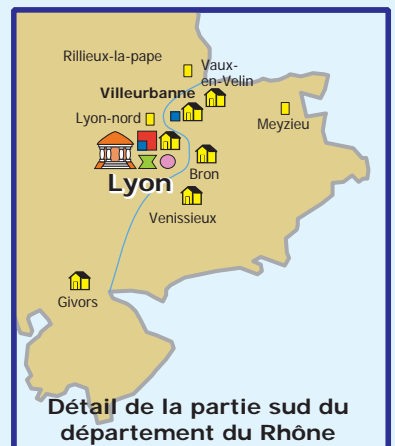 Rillieux-la-pape
Vaux-
en-Velin
Villeurbanne
Lyon-nord
Meyzieu
Lyon
Bron
Venissieux
Givors
Détail de la partie sud du
département du Rhône